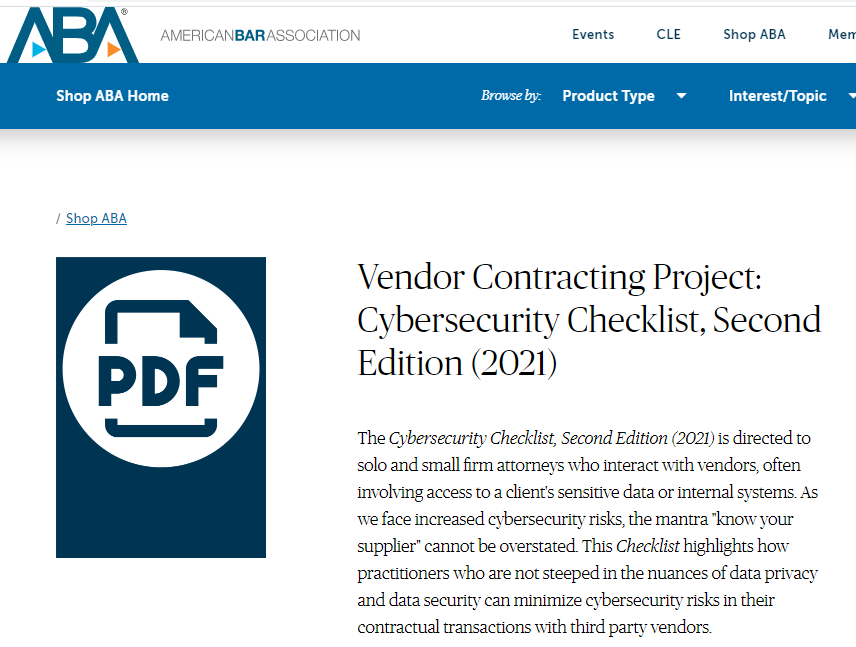 ABA® AMERICANBARASSOCIATION Events CLE Shop ABA
Shop ABA Home Browse by: Product Type Interest/Topic
/ Shop ABA
PDF
Vendor Contracting Project:
Cybersecurity Checklist, Second
Edition (2021)
The Cybersecurity Checklist, Second Edition (2021) is directed to
solo and small firm attorneys who interact with vendors, often
involving access to a client's sensitive data or internal systems. As
we face increased cybersecurity risks, the mantra "know your
supplier" cannot be overstated. This Checklist highlights how
practitioners who are not steeped in the nuances of data privacy
and data security can minimize cybersecurity risks in their
contractual transactions with third party vendors.